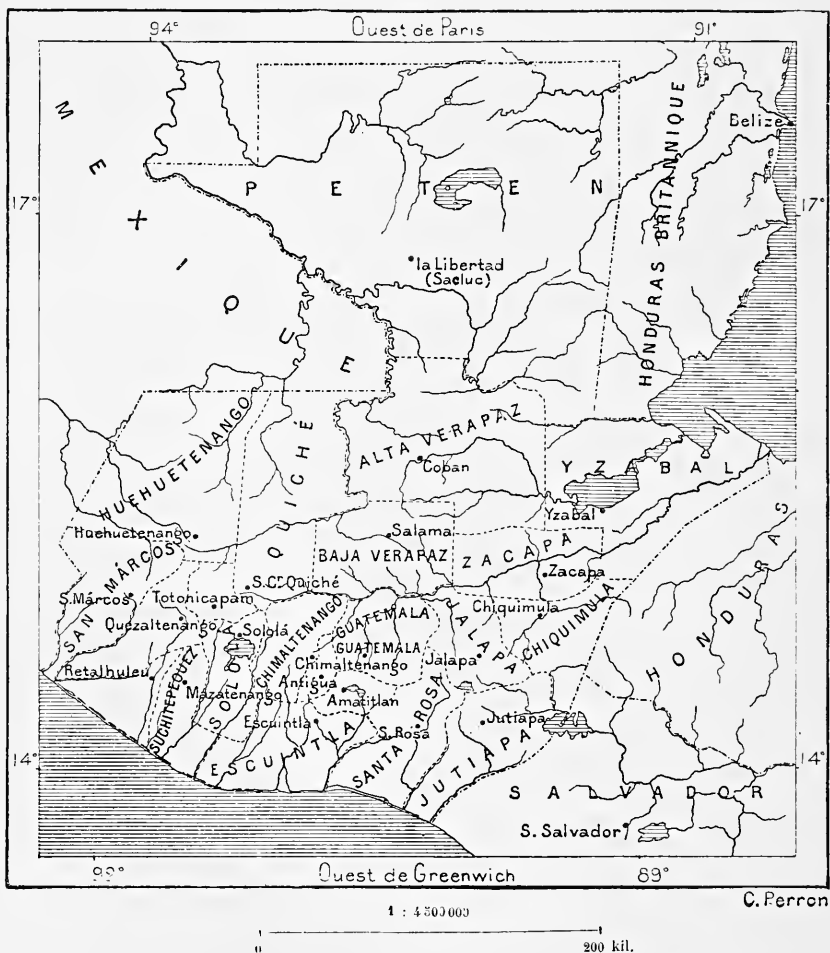 94° Ouest de Paris 91°
MEXIQUE
PETEN
HONDURAS BRITANNIQUE
Belize
17° 17°
la Libertad
(Sacluc)
HUEHUETENANGO
QUICHÉ
ALTA VERAPAZ
Coban
YZABAL
Yzabal
Huehuetenango
Salama
BAJA VERAPAZ
ZACAPA
Zacapa
SAN MÁRCOS
S. Márcos
Totonicapam
S. Cz Quiché
Quezaltenango
Sololá
SOLOLÁ
CHIMALTENANGO
GUATEMALA
GUATEMALA
JALAPA
Chiquimula
CHIQUIMULA
HONDURAS
Retalhuleu
SUCHITEPEQUEZ
Mazatenango
Chimaltenango
Jalapa
Antigua
Amatitlan
Escuintla
ESCUINTLA
S. Rosa
SANTA ROSA
Jutiapa
JUTIAPA
14° 14°
SALVADOR
S. Salvador
Ouest de Greenwich 89°
C. Perron
0 200 kil.